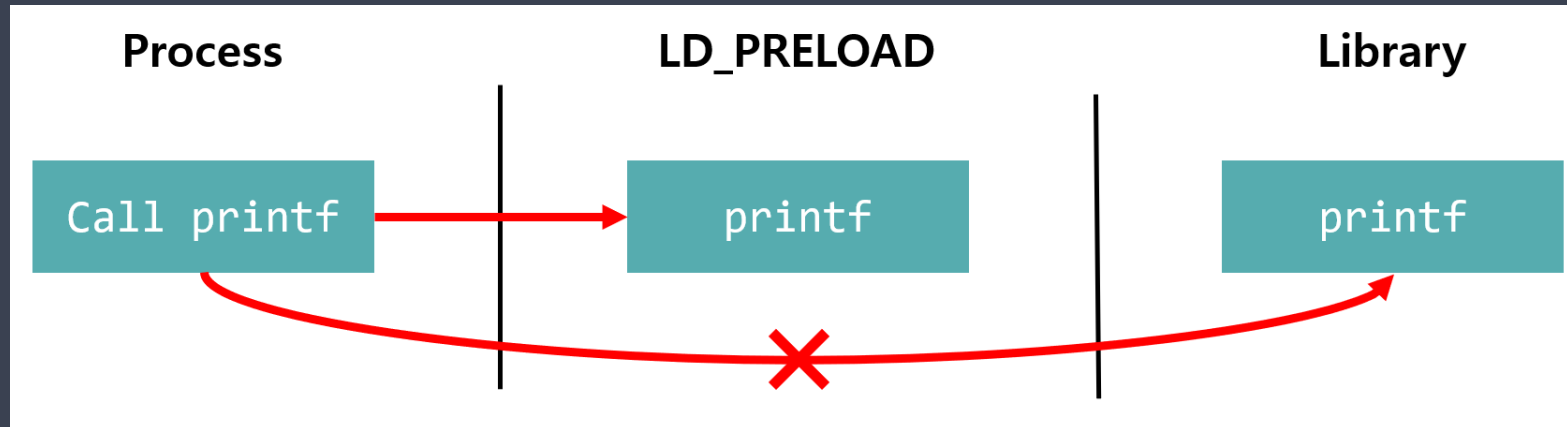 Process
LD_PRELOAD
Library
Call printf
printf
printf